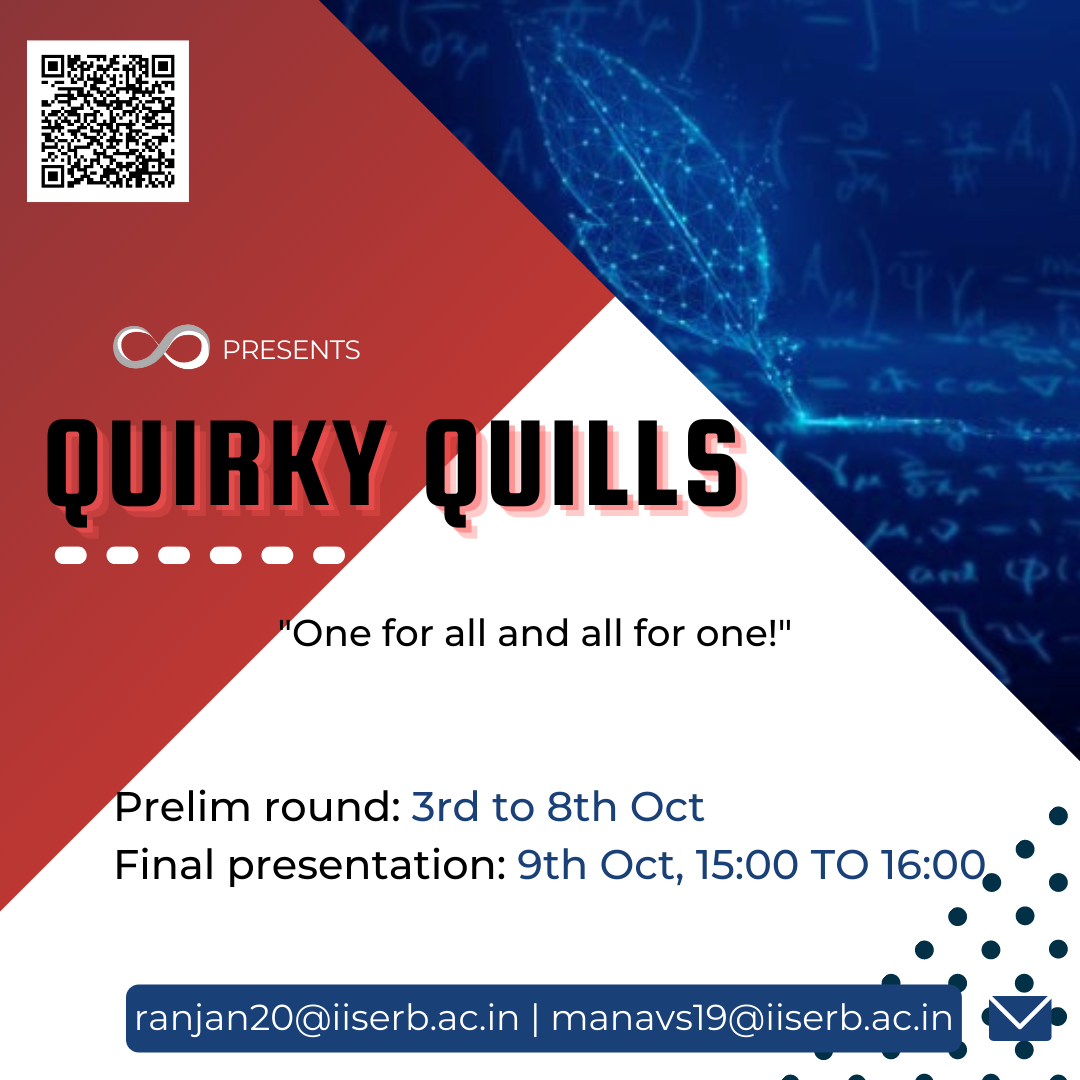 PRESENTS
QUIRKY QUILLS
"One for all and all for one!"
Prelim round: 3rd to 8th Oct
Final presentation: 9th Oct, 15:00 TO 16:00
ranjan20@iiserb.ac.in | manavs19@iiserb.ac.in